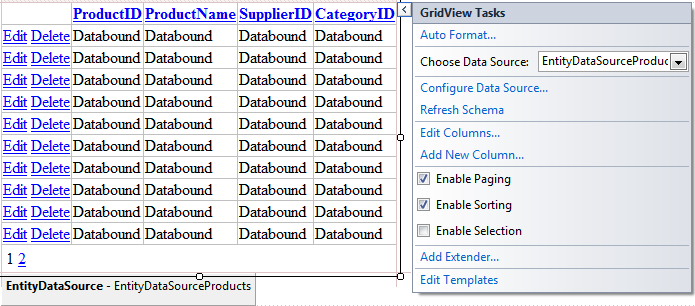 ProductID ProductName SupplierID CategoryID
Edit Delete Databound Databound Databound Databound
Edit Delete Databound Databound Databound Databound
Edit Delete Databound Databound Databound Databound
Edit Delete Databound Databound Databound Databound
Edit Delete Databound Databound Databound Databound
Edit Delete Databound Databound Databound Databound
Edit Delete Databound Databound Databound Databound
Edit Delete Databound Databound Databound Databound
Edit Delete Databound Databound Databound Databound
Edit Delete Databound Databound Databound Databound
1 2
EntityDataSource - EntityDataSourceProducts
GridView Tasks
Auto Format...
Choose Data Source: EntityDataSourceProduc
Configure Data Source...
Refresh Schema
Edit Columns...
Add New Column...
Enable Paging
Enable Sorting
Enable Selection
Add Extender...
Edit Templates